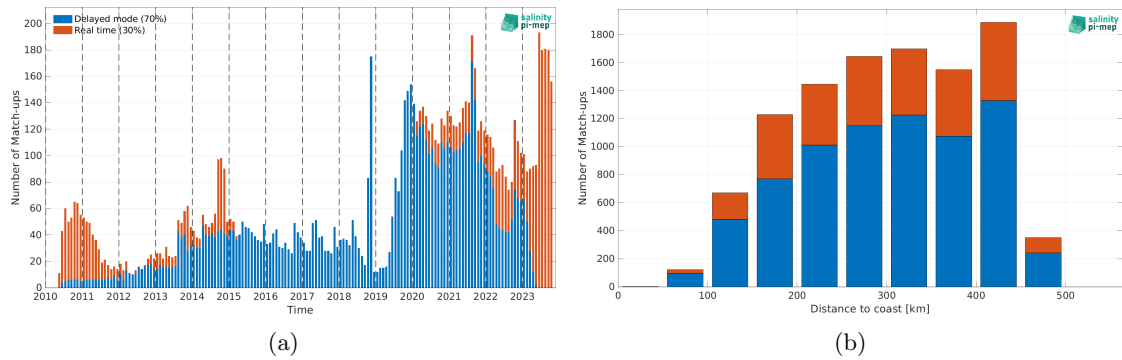 Delayed mode (70%)
Real time (30%)
salinity
pi-mep
Number of Match-ups
200
180
160
140
120
100
80
60
40
20
0
2010 2011 2012 2013 2014 2015 2016 2017 2018 2019 2020 2021 2022 2023
Time
(a)
salinity
pi-mep
Number of Match-ups
1800
1600
1400
1200
1000
800
600
400
200
0
0 100 200 300 400 500
Distance to coast [km]
(b)